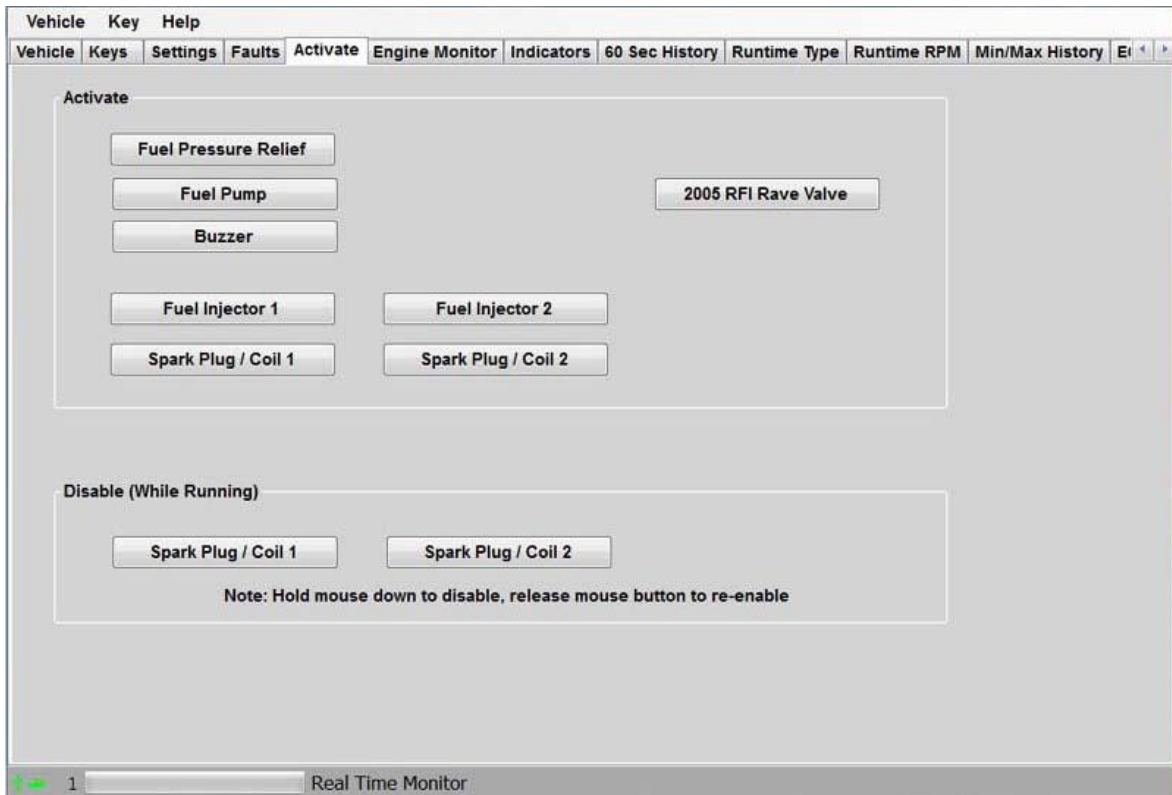 Vehicle Key Help
Vehicle Keys Settings Faults Activate Engine Monitor Indicators 60 Sec History Runtime Type Runtime RPM Min/Max History
Activate
Fuel Pressure Relief
Fuel Pump 2005 RFI Rave Valve
Buzzer
Fuel Injector 1 Fuel Injector 2
Spark Plug / Coil 1 Spark Plug / Coil 2
Disable (While Running)
Spark Plug / Coil 1 Spark Plug / Coil 2
Note: Hold mouse down to disable, release mouse button to re-enable
1 Real Time Monitor